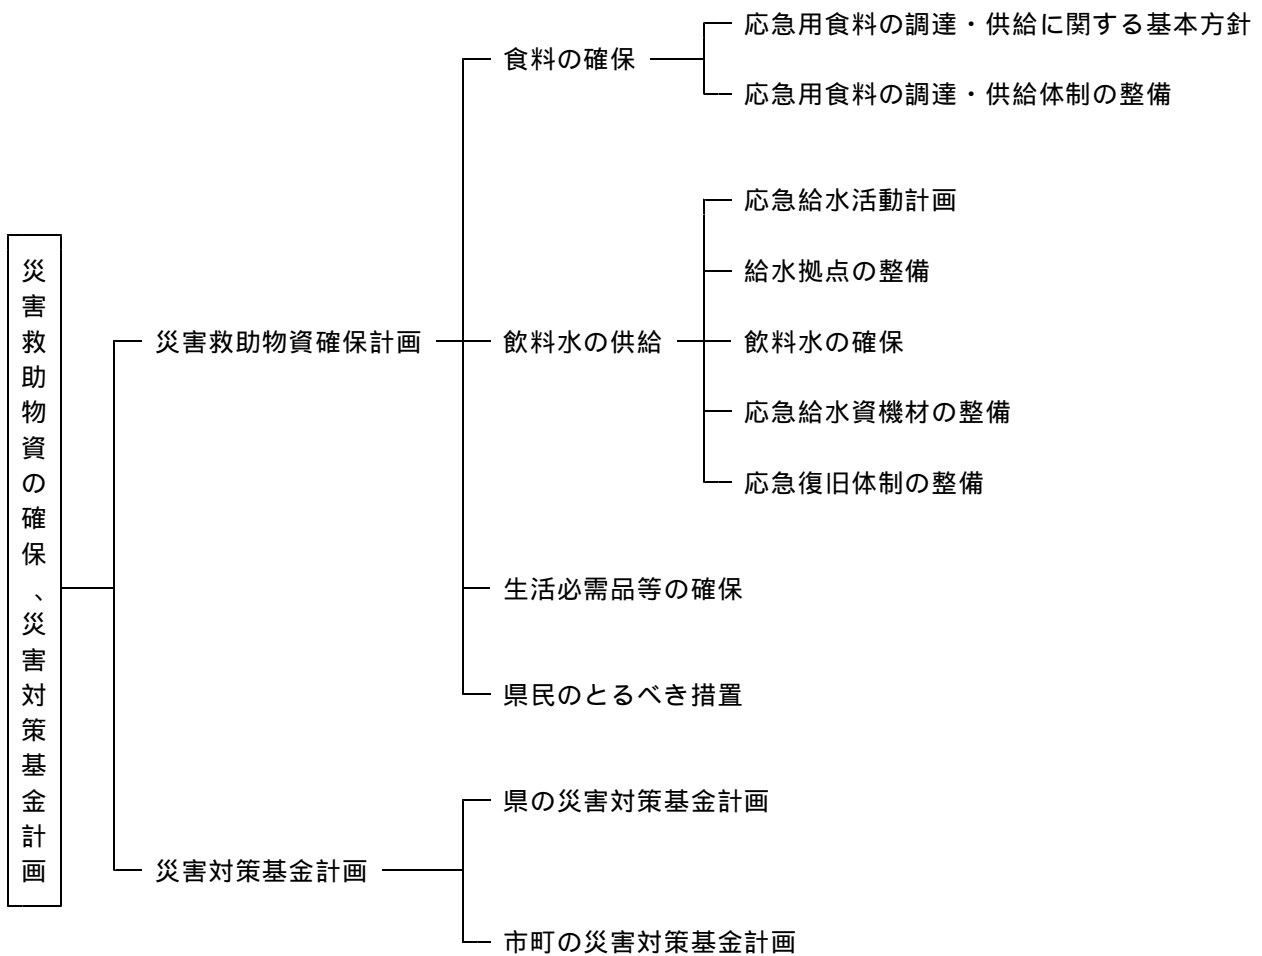 災害救助物資の確保、災害対策基金計画
災害救助物資確保計画
食料の確保
応急用食料の調達・供給に関する基本方針
応急用食料の調達・供給体制の整備
飲料水の供給
応急給水活動計画
給水拠点の整備
飲料水の確保
応急給水資機材の整備
応急復旧体制の整備
生活必需品等の確保
県民のとるべき措置
災害対策基金計画
県の災害対策基金計画
市町の災害対策基金計画